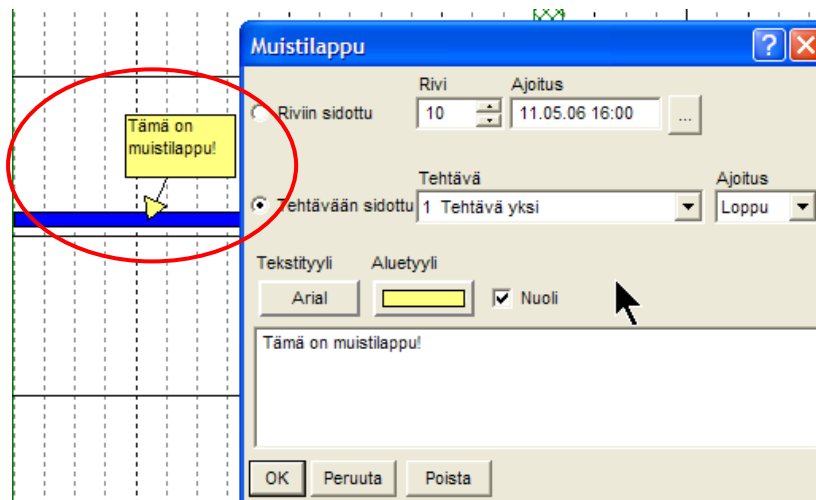 Muistilappu
Tämä on
muistilappu!
Rivi Ajoitus
Riviin sidottu 10 11.05.06 16:00 ...
Tehtävä Ajoitus
Tehtävään sidottu 1 Tehtävä yksi Loppu
Tekstityyli Aluetyyli
Arial Nuoli
Tämä on muistilappu!
OK Peruuta Poista